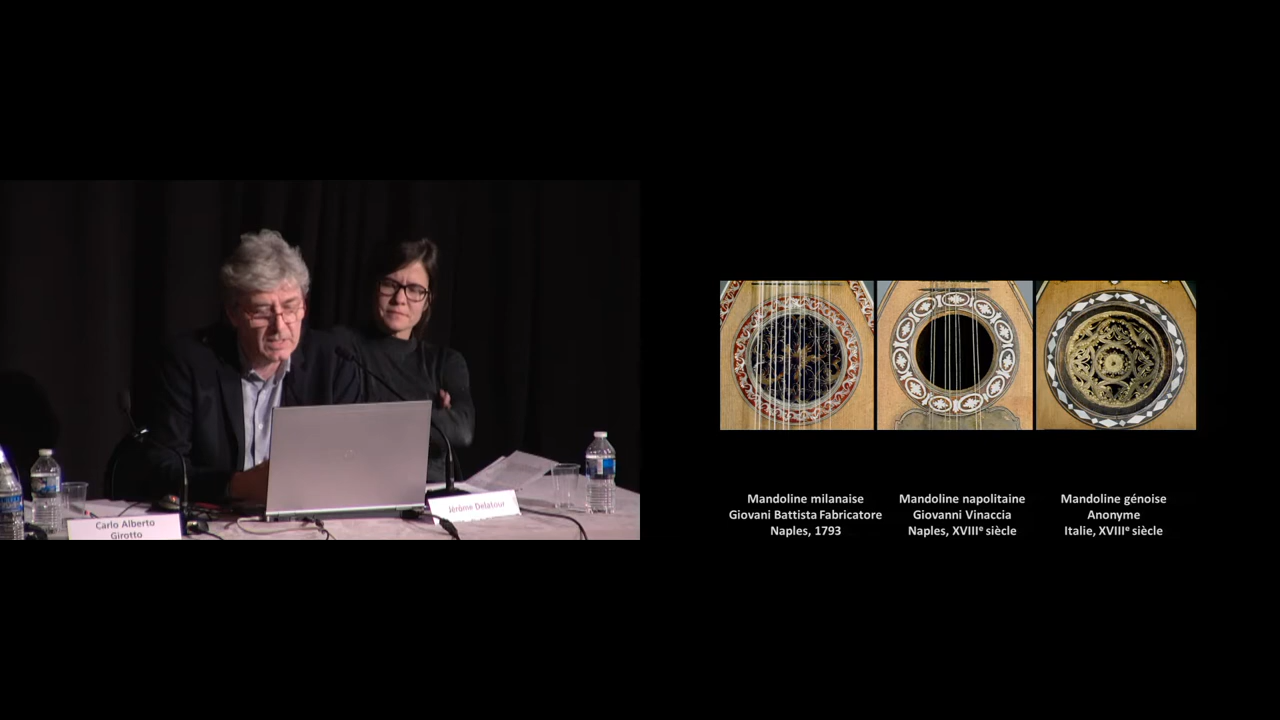 Carlo Alberto
Girotto
Jérôme Delatour
Mandoline milanaise
Giovani Battista Fabricatore
Naples, 1793
Mandoline napolitaine
Giovanni Vinaccia
Naples, XVIIIᵉ siècle
Mandoline génoise
Anonyme
Italie, XVIIIᵉ siècle